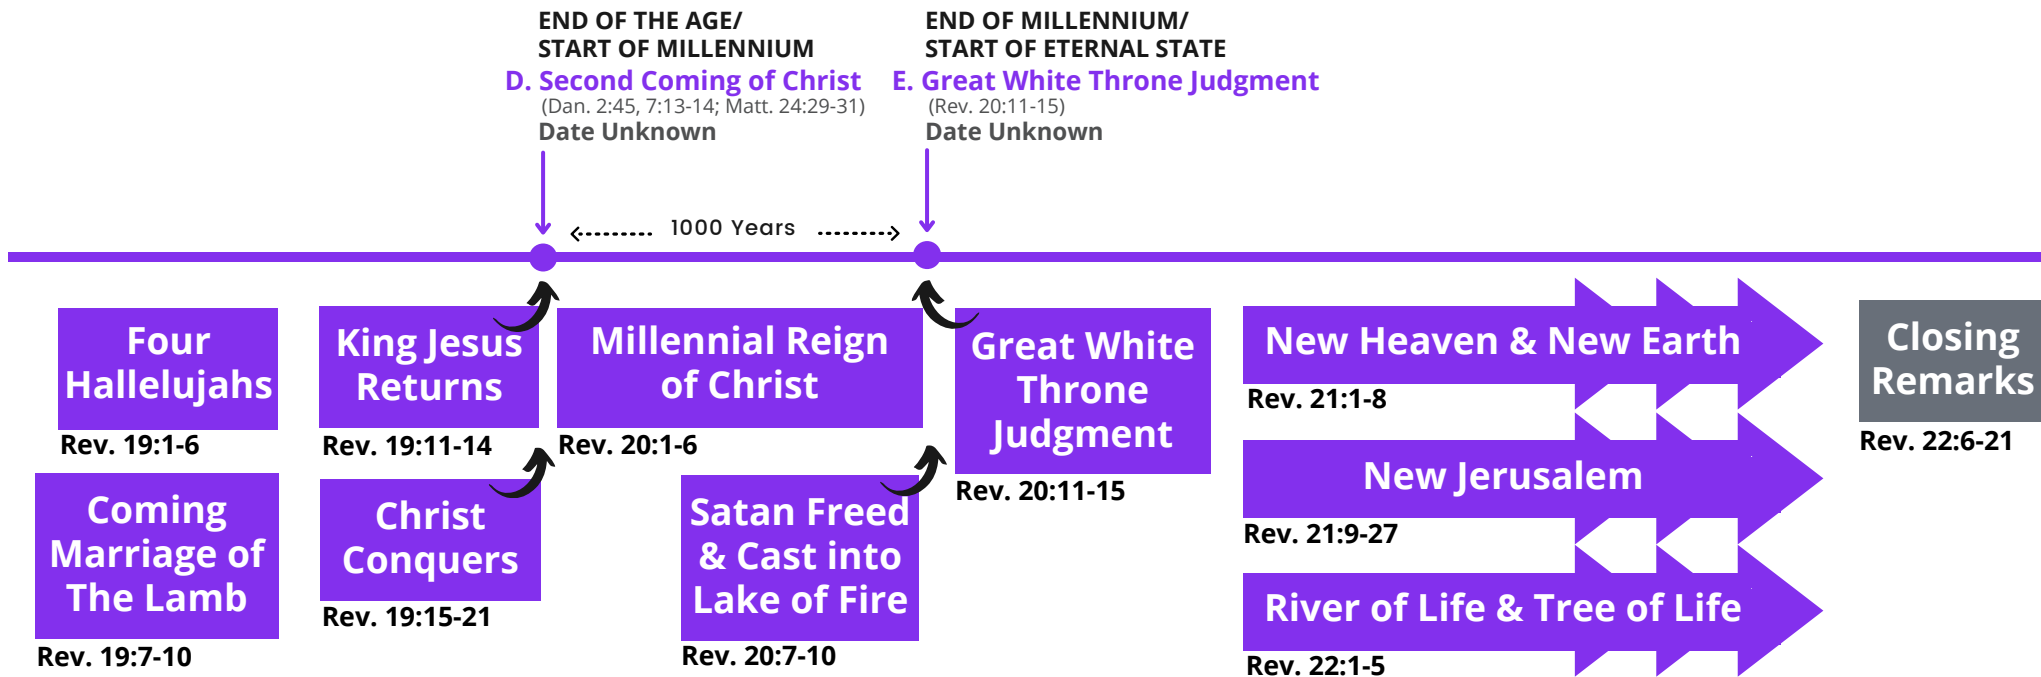 END OF THE AGE/
START OF MILLENNIUM
D. Second Coming of Christ
(Dan. 2:45, 7:13-14; Matt. 24:29-31)
Date Unknown
END OF MILLENNIUM/
START OF ETERNAL STATE
E. Great White Throne Judgment
(Rev. 20:11-15)
Date Unknown
1000 Years
Four
Hallelujahs
Rev. 19:1-6
Coming
Marriage of
The Lamb
Rev. 19:7-10
King Jesus
Returns
Rev. 19:11-14
Christ
Conquers
Rev. 19:15-21
Millennial Reign
of Christ
Rev. 20:1-6
Satan Freed
& Cast into
Lake of Fire
Rev. 20:7-10
Great White
Throne
Judgment
Rev. 20:11-15
New Heaven & New Earth
Rev. 21:1-8
New Jerusalem
Rev. 21:9-27
River of Life & Tree of Life
Rev. 22:1-5
Closing
Remarks
Rev. 22:6-21